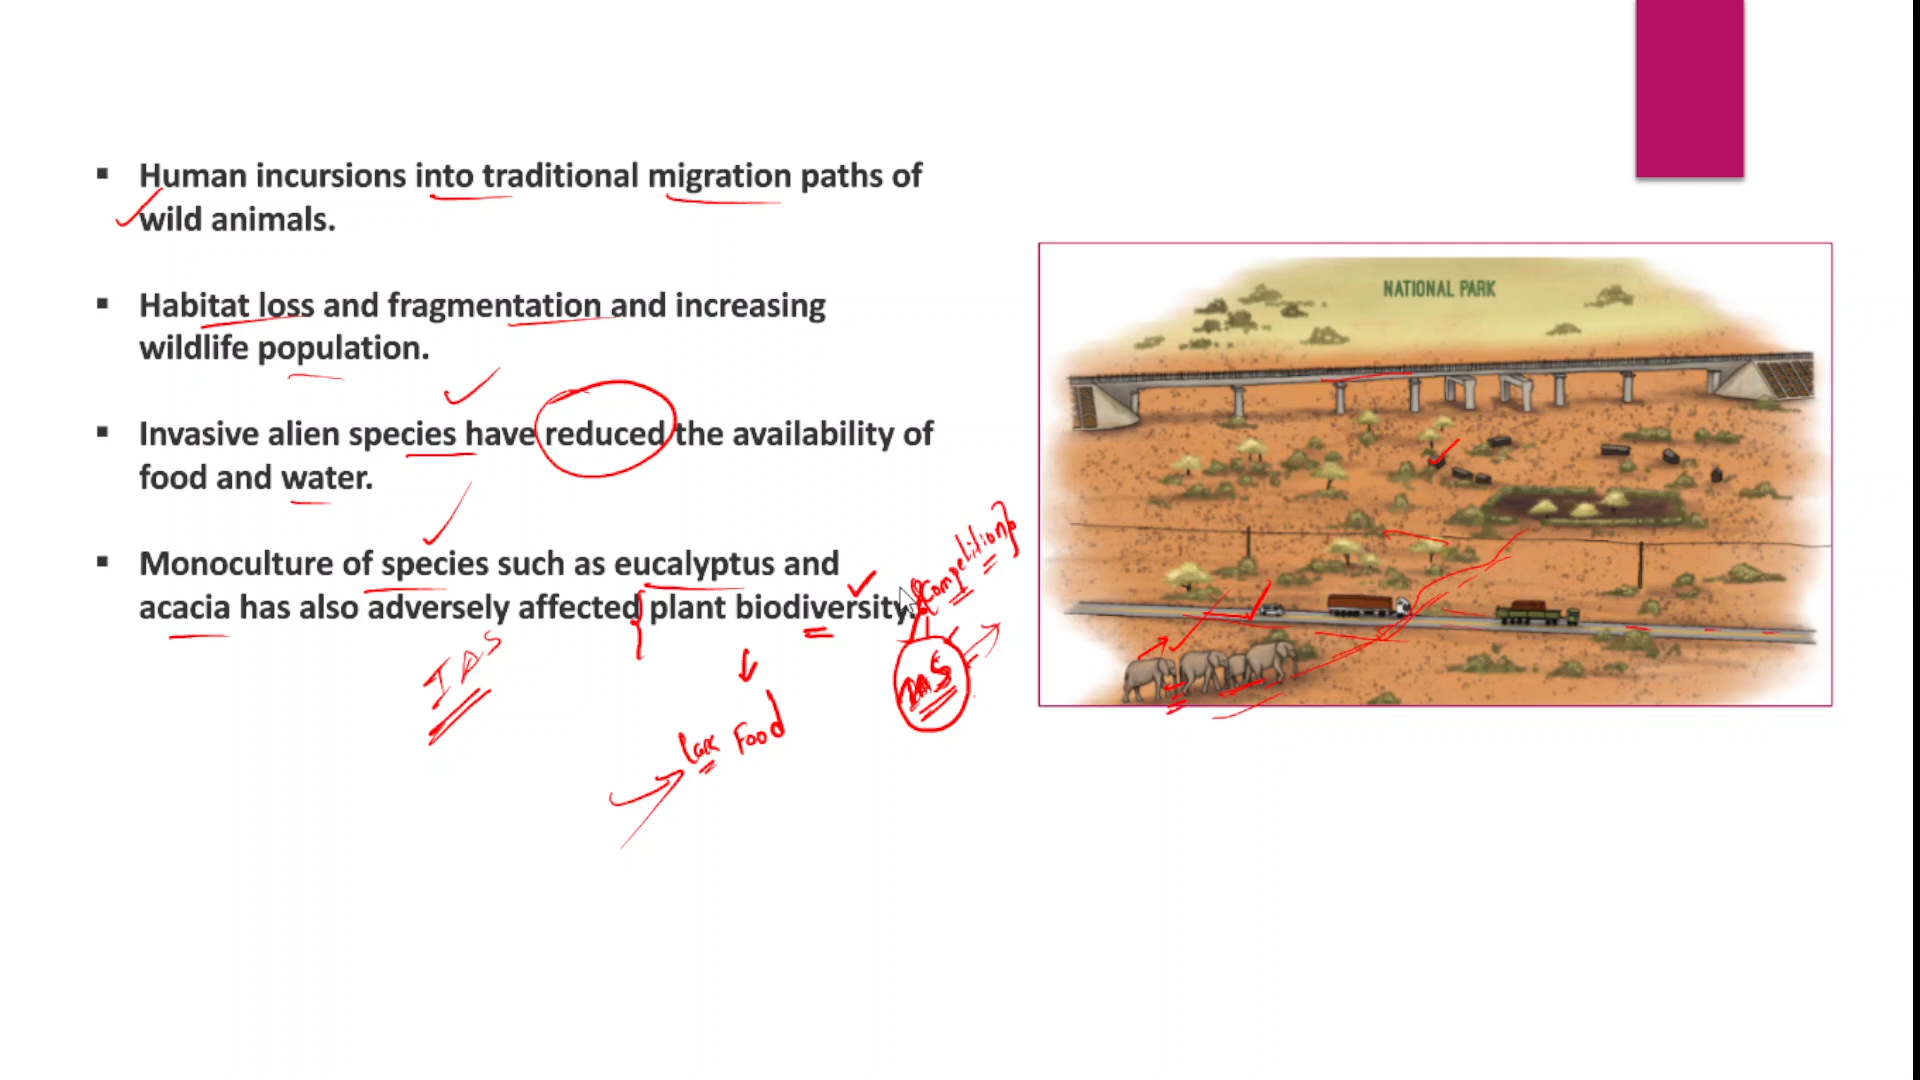 ▪ Human incursions into traditional migration paths of
wild animals.
▪ Habitat loss and fragmentation and increasing
wildlife population.
▪ Invasive alien species have reduced the availability of
food and water.
▪ Monoculture of species such as eucalyptus and
acacia has also adversely affected plant biodiversity.
IAS
lack Food
IAS
Competition
NATIONAL PARK